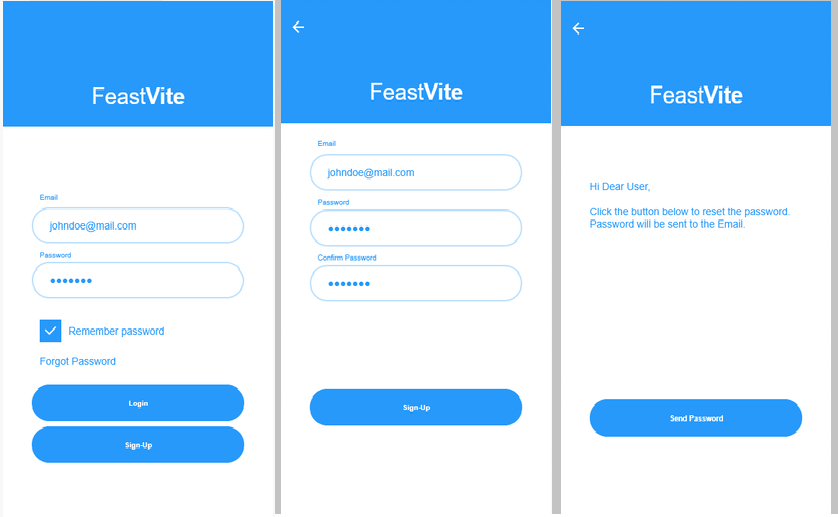 FeastVite
Email
johndoe@mail.com
Password
•••••••
Remember password
Forgot Password
Login
Sign-Up
FeastVite
Email
johndoe@mail.com
Password
•••••••
Confirm Password
•••••••
Sign-Up
FeastVite
Hi Dear User,
Click the button below to reset the password.
Password will be sent to the Email.
Send Password